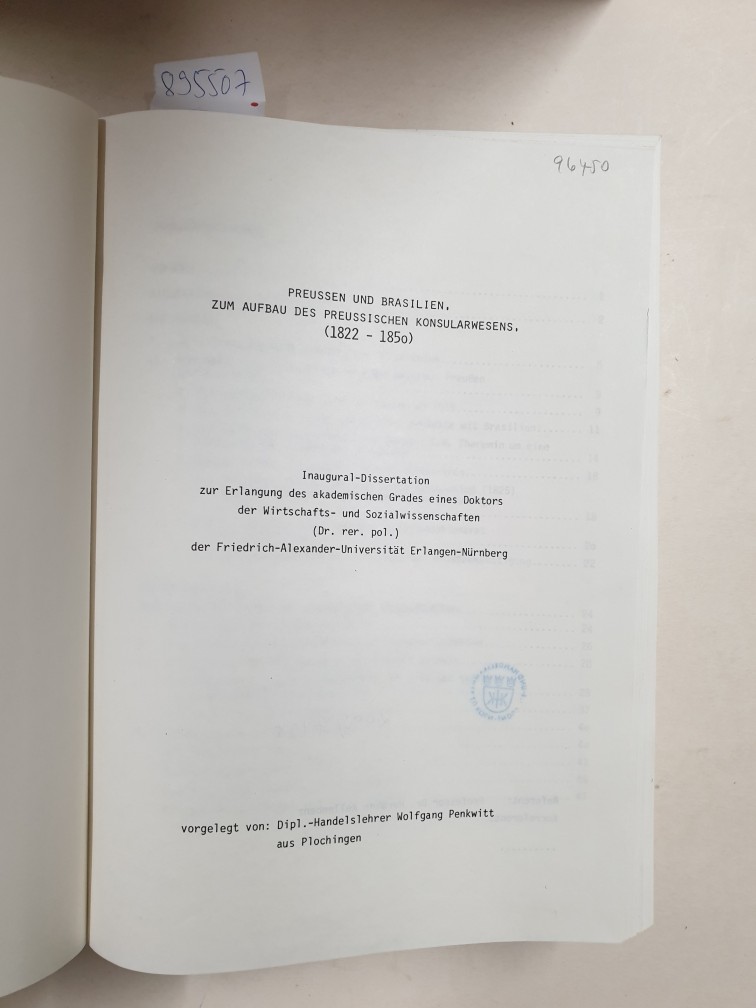 895507
96450
PREUSSEN UND BRASILIEN.
ZUM AUFBAU DES PREUSSISCHEN KONSULARWESENS.
(1822 - 185o)
Inaugural-Dissertation
zur Erlangung des akademischen Grades eines Doktors
der Wirtschafts- und Sozialwissenschaften
(Dr. rer. pol.)
der Friedrich-Alexander-Universität Erlangen-Nürnberg
vorgelegt von: Dipl.-Handelslehrer Wolfgang Penkwitt
aus Plochingen